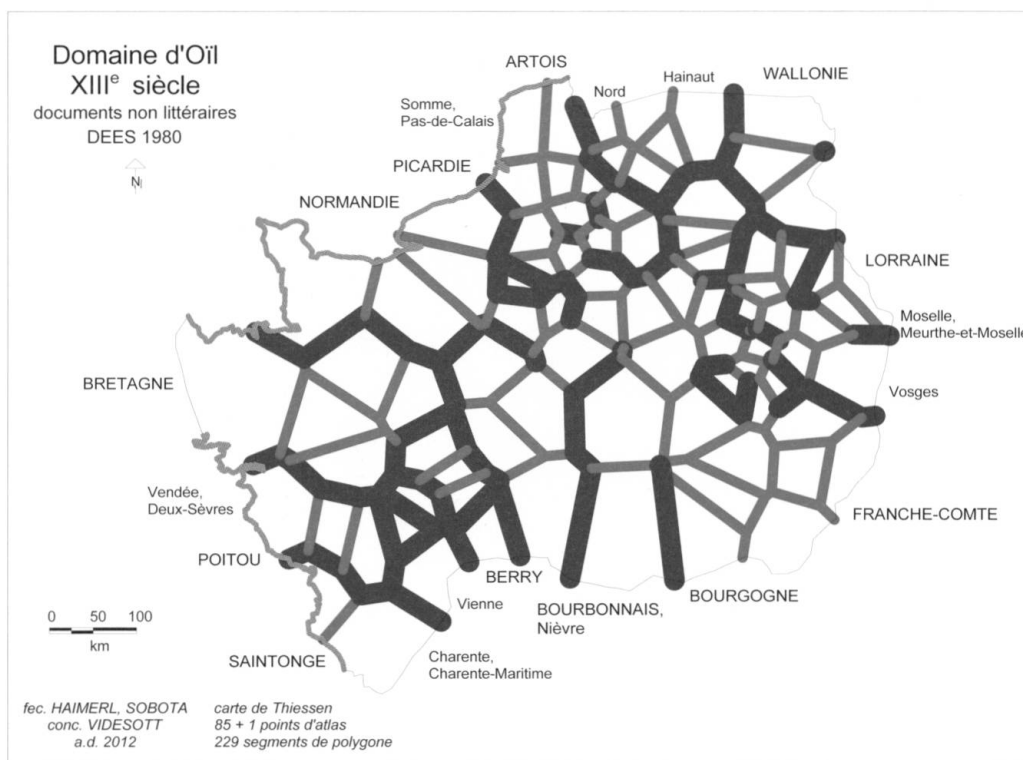 Domaine d'Oïl
XIIIe siècle
documents non littéraires
DEES 1980
N
ARTOIS
Nord
Hainaut
WALLONIE
Somme,
Pas-de-Calais
PICARDIE
NORMANDIE
LORRAINE
Moselle,
Meurthe-et-Moselle
BRETAGNE
Vosges
Vendée,
Deux-Sèvres
FRANCHE-COMTE
POITOU
BERRY
BOURGOGNE
Vienne
BOURBONNAIS,
Nièvre
0 50 100
km
SAINTONGE
Charente,
Charente-Maritime
fec. HAIMERL, SOBOTA
conc. VIDESOTT
a.d. 2012
carte de Thiessen
85 + 1 points d'atlas
229 segments de polygone